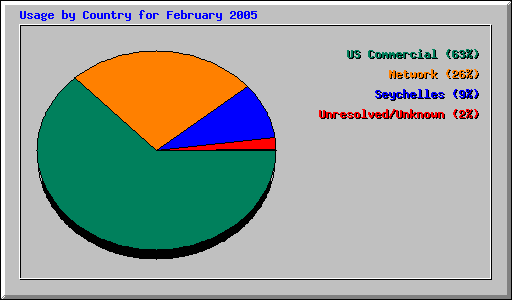 Usage by Country for February 2005
US Commercial (63%)
Network (26%)
Seychelles (9%)
Unresolved/Unknown (2%)